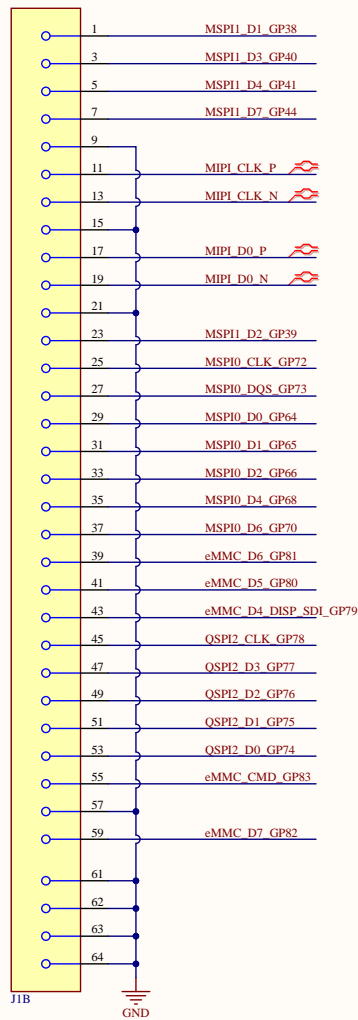 1 MSPI1_D1_GP38
3 MSPI1_D3_GP40
5 MSPI1_D4_GP41
7 MSPI1_D7_GP44
9
11 MIPI_CLK_P
13 MIPI_CLK_N
15
17 MIPI_D0_P
19 MIPI_D0_N
21
23 MSPI1_D2_GP39
25 MSPI0_CLK_GP72
27 MSPI0_DQS_GP73
29 MSPI0_D0_GP64
31 MSPI0_D1_GP65
33 MSPI0_D2_GP66
35 MSPI0_D4_GP68
37 MSPI0_D6_GP70
39 eMMC_D6_GP81
41 eMMC_D5_GP80
43 eMMC_D4_DISP_SDI_GP79
45 QSPI2_CLK_GP78
47 QSPI2_D3_GP77
49 QSPI2_D2_GP76
51 QSPI2_D1_GP75
53 QSPI2_D0_GP74
55 eMMC_CMD_GP83
57
59 eMMC_D7_GP82
61
62
63
64
J1B
GND